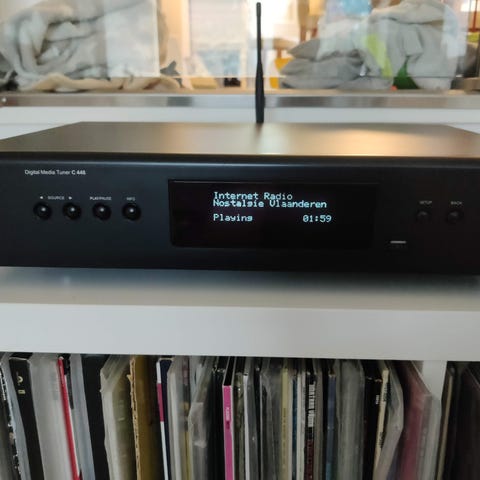 Digital Media Tuner C 446
SOURCE
PLAY/PAUSE
INFO
Internet Radio
Nostalgie Vlaanderen
Playing 01:59
SETUP
BACK